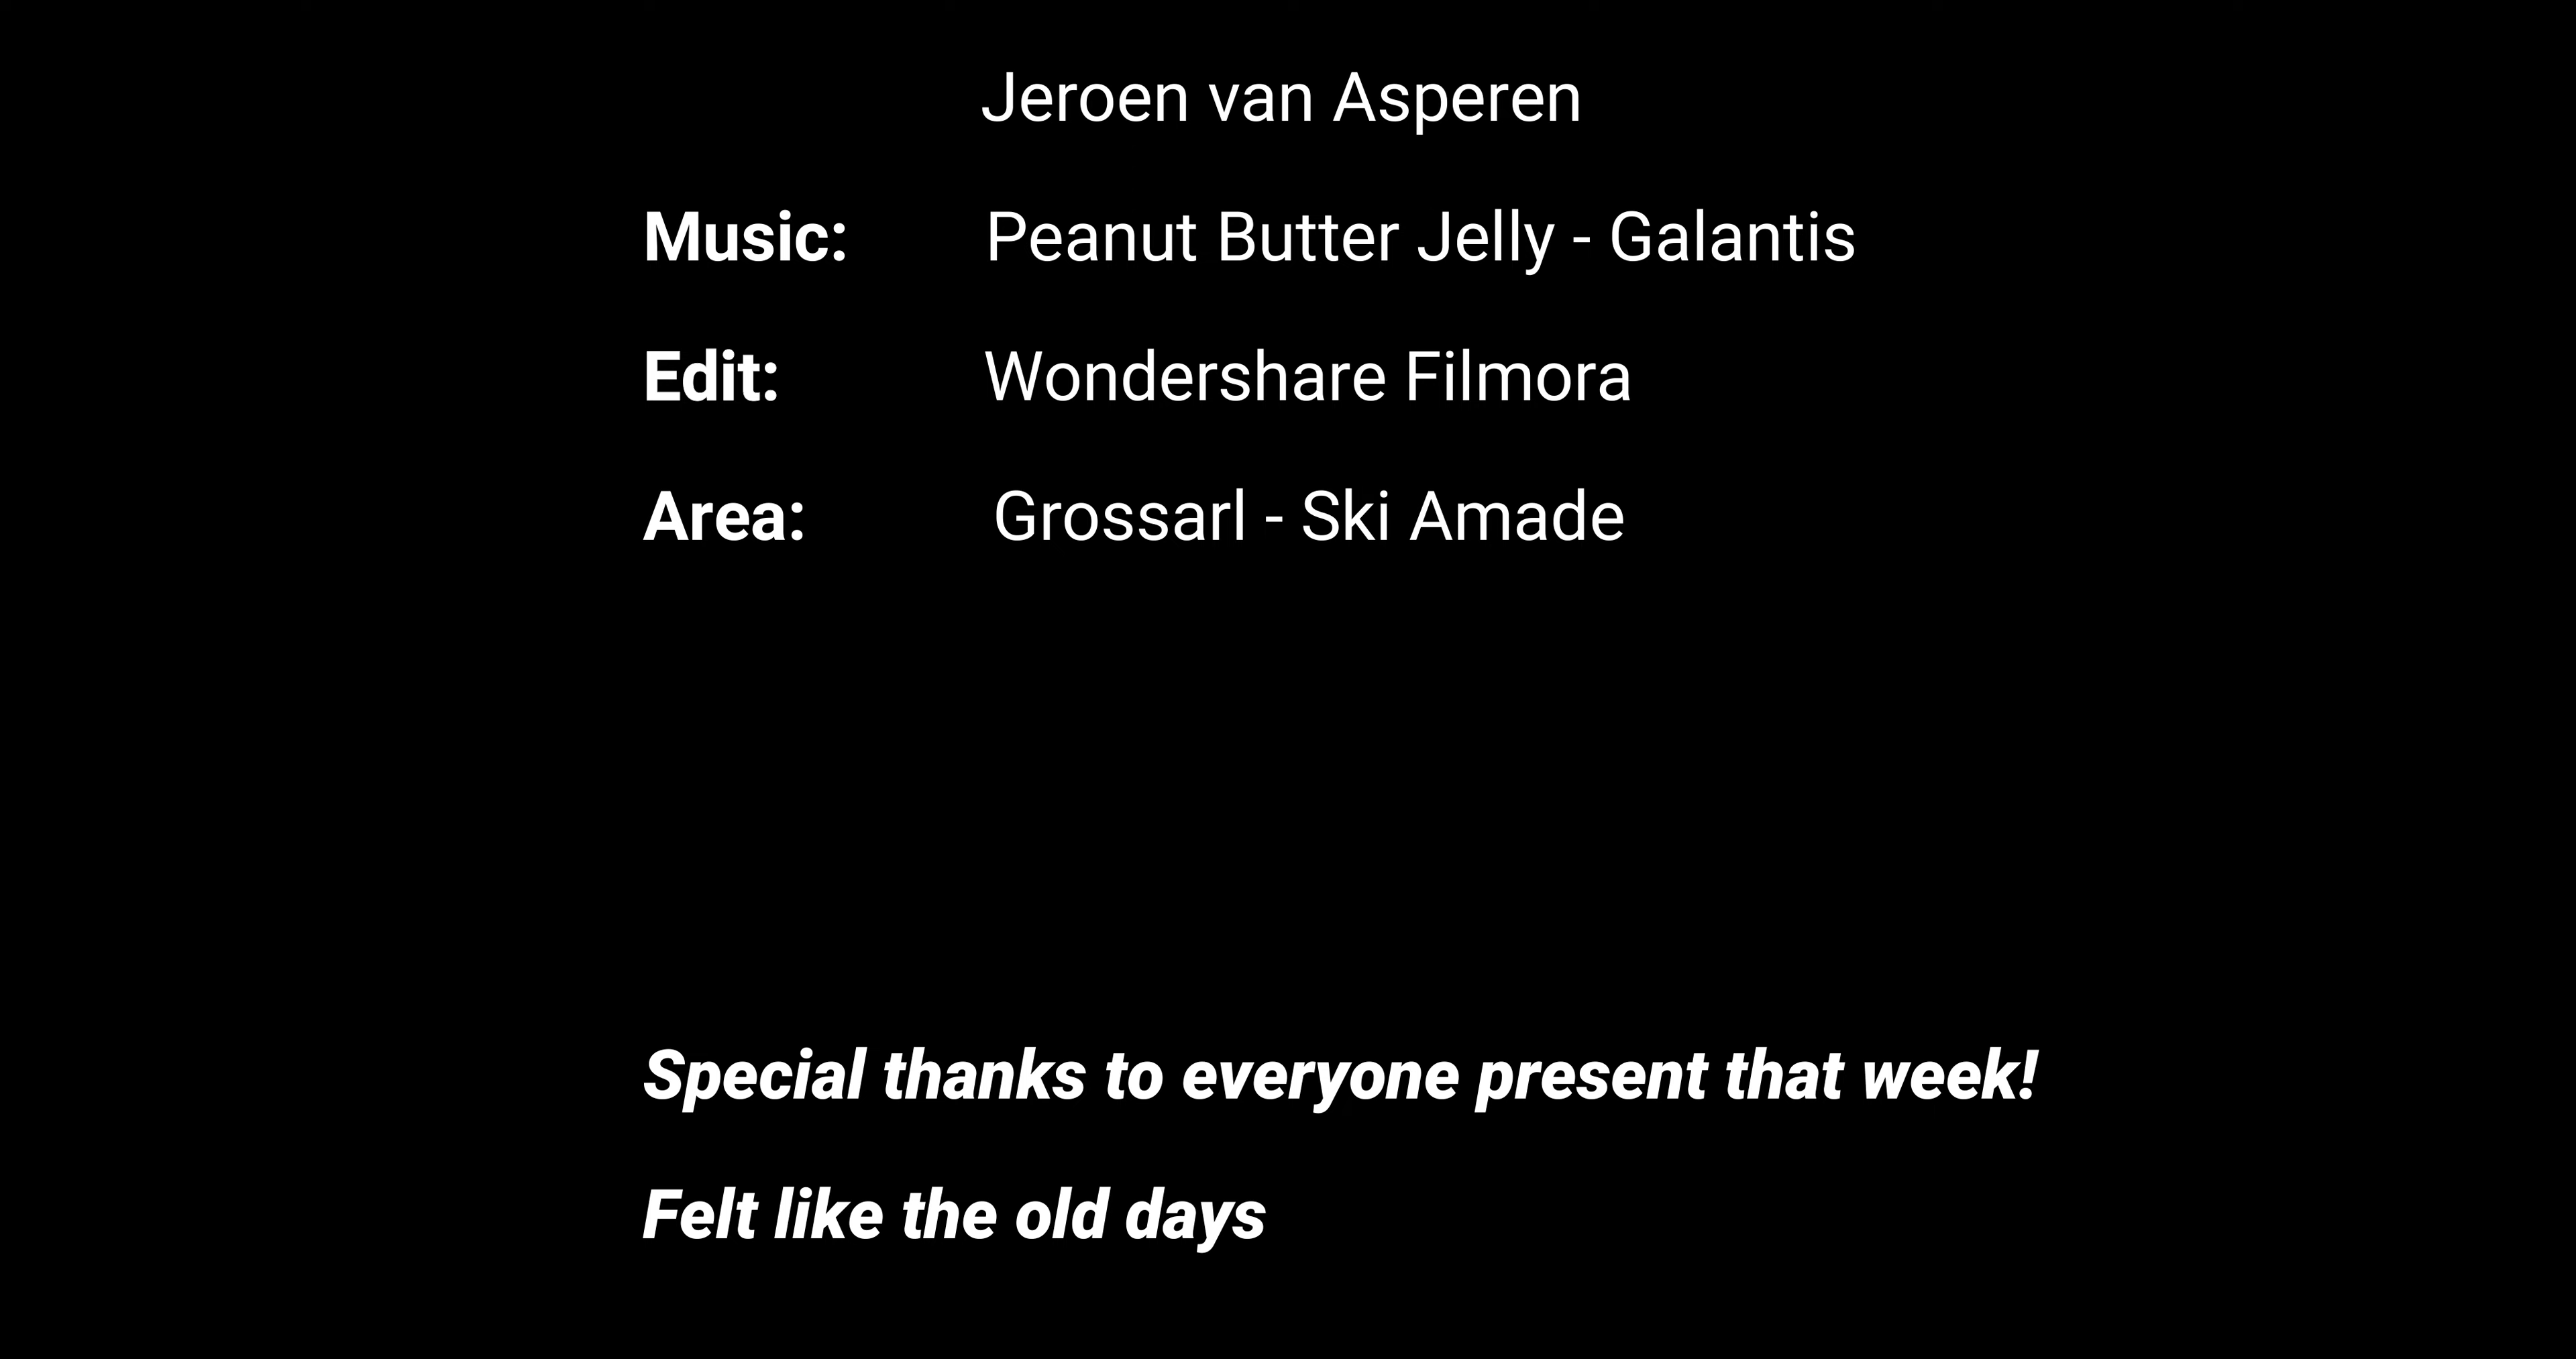 Jeroen van Asperen
Music: Peanut Butter Jelly - Galantis
Edit: Wondershare Filmora
Area: Grossarl - Ski Amade
Special thanks to everyone present that week!
Felt like the old days